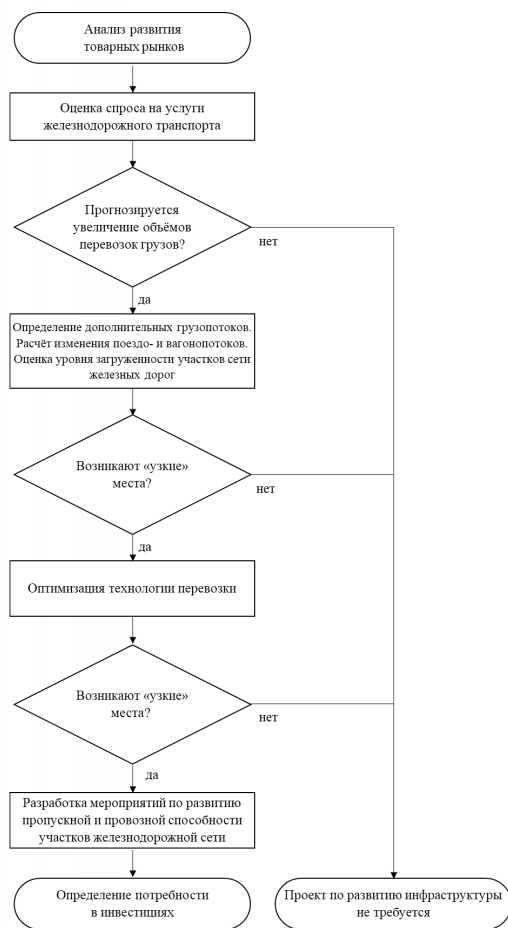 Анализ развития
товарных рынков
Оценка спроса на услуги
железнодорожного транспорта
Прогнозируется
увеличение объёмов
перевозок грузов?
нет
да
Определение дополнительных грузопотоков.
Расчёт изменения поездо- и вагонопотоков.
Оценка уровня загруженности участков сети
железных дорог
Возникают «узкие»
места?
нет
да
Оптимизация технологии перевозки
Возникают «узкие»
места?
нет
да
Разработка мероприятий по развитию
пропускной и провозной способности
участков железнодорожной сети
Определение потребности
в инвестициях
Проект по развитию инфраструктуры
не требуется